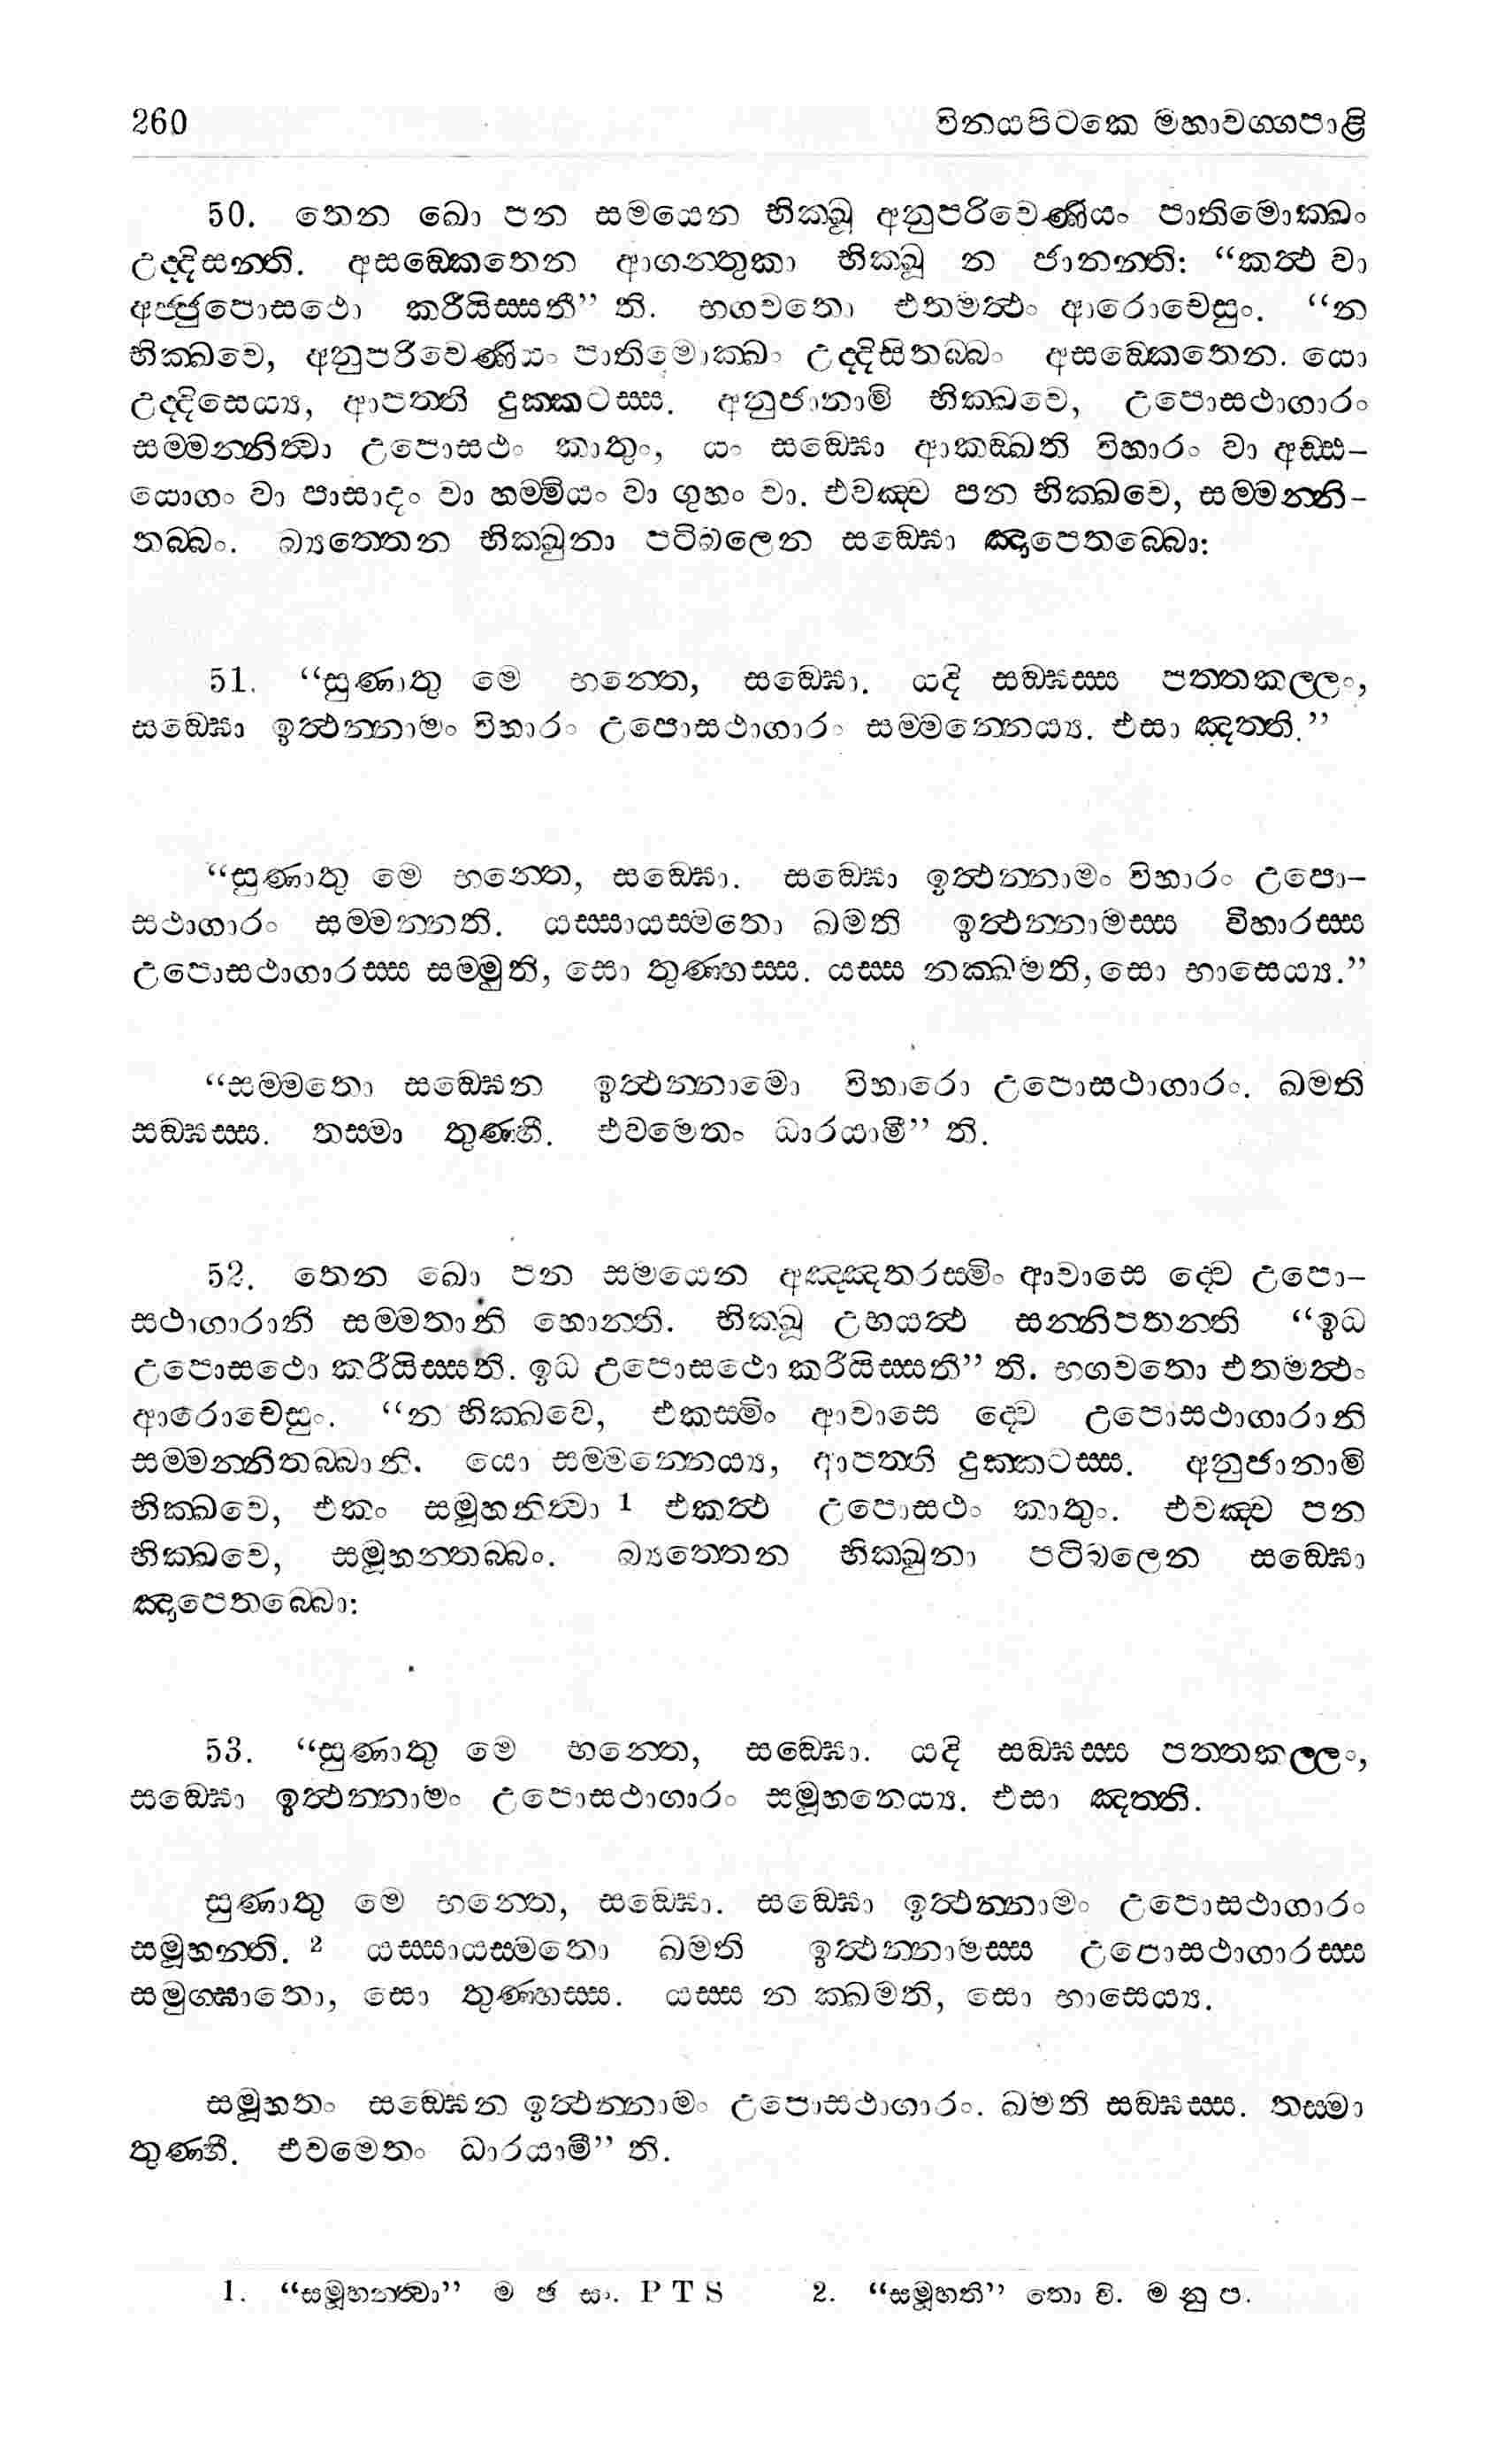 260 විනයපිටකෙ මහාවග්ගපාළි
50. තෙන ඛො පන සමයෙන භික්ඛූ අනුපරිවෙණියං පාතිමොක්ඛං
උද්දිසන්ති. අසඞ්කෙතෙන ආගන්තුකා භික්ඛූ න ජානන්ති: “කත්ථ වා
අජ්ජුපොසථො කරීයිස්සතී” ති. භගවතො එතමත්ථං ආරොචෙසුං. “න
භික්ඛවෙ, අනුපරිවෙණියං පාතිමොක්ඛං උද්දිසිතබ්බං අසඞ්කෙතෙන. යො
උද්දිසෙය්‍ය, ආපත්ති දුක්කටස්ස. අනුජානාමි භික්ඛවෙ, උපොසථාගාරං
සම්මන්නිත්‍වා උපොසථං කාතුං, යං සඞ්ඝො ආකඞ්ඛති විහාරං වා අඩ්ඪ-
යොගං වා පාසාදං වා හම්මියං වා ගුහං වා. එවඤ්ච පන භික්ඛවෙ, සම්මන්නි-
තබ්බං. බ්‍යත්තෙන භික්ඛුනා පටිබලෙන සඞ්ඝො ඤාපෙතබ්බො:
51. “සුණාතු මෙ භන්තෙ, සඞ්ඝො. යදි සඞ්ඝස්ස පත්තකල්ලං,
සඞ්ඝො ඉත්ථන්නාමං විහාරං උපොසථාගාරං සම්මන්නෙය්‍ය. එසා ඤත්ති.”
“සුණාතු මෙ භන්තෙ, සඞ්ඝො. සඞ්ඝො ඉත්ථන්නාමං විහාරං උපො-
සථාගාරං සම්මන්නති. යස්සායස්මතො ඛමති ඉත්ථන්නාමස්ස විහාරස්ස
උපොසථාගාරස්ස සම්මුති, සො තුණ්හස්ස. යස්ස නක්ඛමති, සො භාසෙය්‍ය.”
“සම්මතො සඞ්ඝෙන ඉත්ථන්නාමො විහාරො උපොසථාගාරං. ඛමති
සඞ්ඝස්ස. තස්මා තුණ්හී. එවමෙතං ධාරයාමී” ති.
52. තෙන ඛො පන සමයෙන අඤ්ඤතරස්මිං ආවාසෙ ද්වෙ උපො-
සථාගාරානි සම්මතානි හොන්ති. භික්ඛූ උභයත්ථ සන්නිපතන්ති “ඉධ
උපොසථො කරීයිස්සති. ඉධ උපොසථො කරීයිස්සතී” ති. භගවතො එතමත්ථං
ආරොචෙසුං. “න භික්ඛවෙ, එකස්මිං ආවාසෙ ද්වෙ උපොසථාගාරානි
සම්මන්නිතබ්බානි. යො සම්මන්නෙය්‍ය, ආපත්ති දුක්කටස්ස. අනුජානාමි
භික්ඛවෙ, එකං සමූහනිත්‍වා 1 එකත්ථ උපොසථං කාතුං. එවඤ්ච පන
භික්ඛවෙ, සමූහන්තබ්බං. බ්‍යත්තෙන භික්ඛුනා පටිබලෙන සඞ්ඝො
ඤාපෙතබ්බො:
53. “සුණාතු මෙ භන්තෙ, සඞ්ඝො. යදි සඞ්ඝස්ස පත්තකල්ලං,
සඞ්ඝො ඉත්ථන්නාමං උපොසථාගාරං සමූහනෙය්‍ය. එසා ඤත්ති.
සුණාතු මෙ භන්තෙ, සඞ්ඝො. සඞ්ඝො ඉත්ථන්නාමං උපොසථාගාරං
සමූහන්ති. 2 යස්සායස්මතො ඛමති ඉත්ථන්නාමස්ස උපොසථාගාරස්ස
සමුග්ඝාතො, සො තුණ්හස්ස. යස්ස න ක්ඛමති, සො භාසෙය්‍ය.
සමූහතං සඞ්ඝෙන ඉත්ථන්නාමං උපොසථාගාරං. ඛමති සඞ්ඝස්ස. තස්මා
තුණ්හී. එවමෙතං ධාරයාමී” ති.
1. “සමූහන්ත්‍වා” ම ඡ සං. P T S 2. “සමූහති” තො වි. ම නු ප.